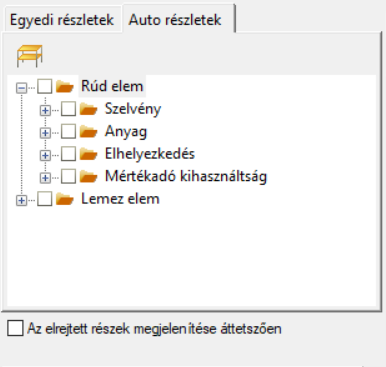 Egyedi részletek Auto részletek
Rúd elem
Szelvény
Anyag
Elhelyezkedés
Mértékadó kihasználtság
Lemez elem
Az elrejtett részek megjelenítése áttetszően